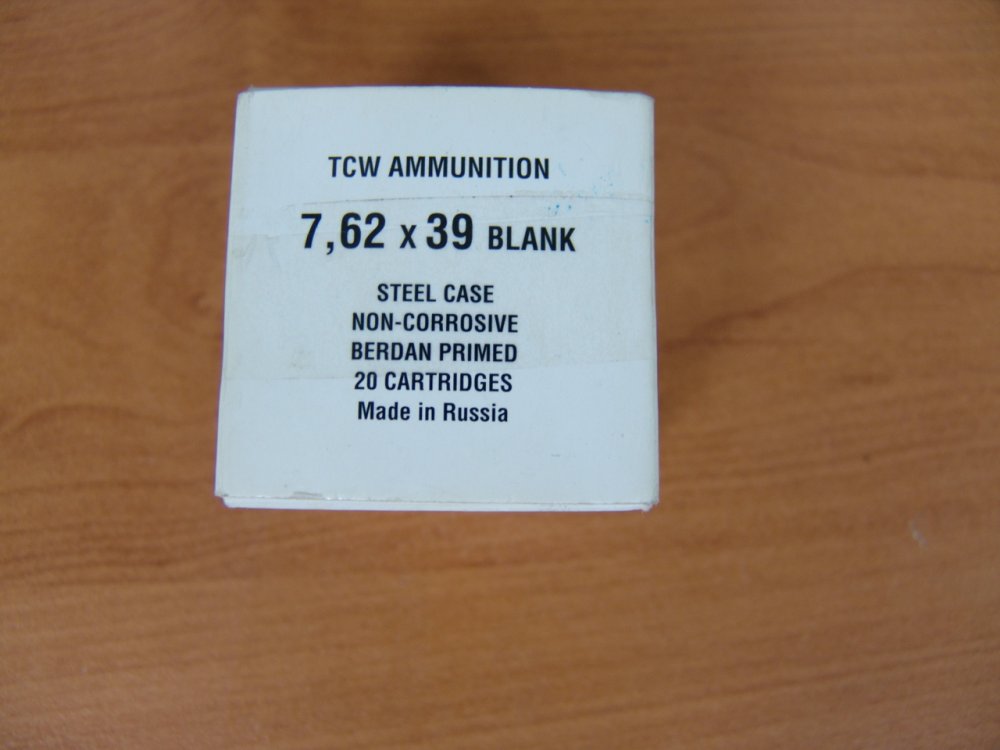 TCW AMMUNITION
7,62 x 39 BLANK
STEEL CASE
NON-CORROSIVE
BERDAN PRIMED
20 CARTRIDGES
Made in Russia